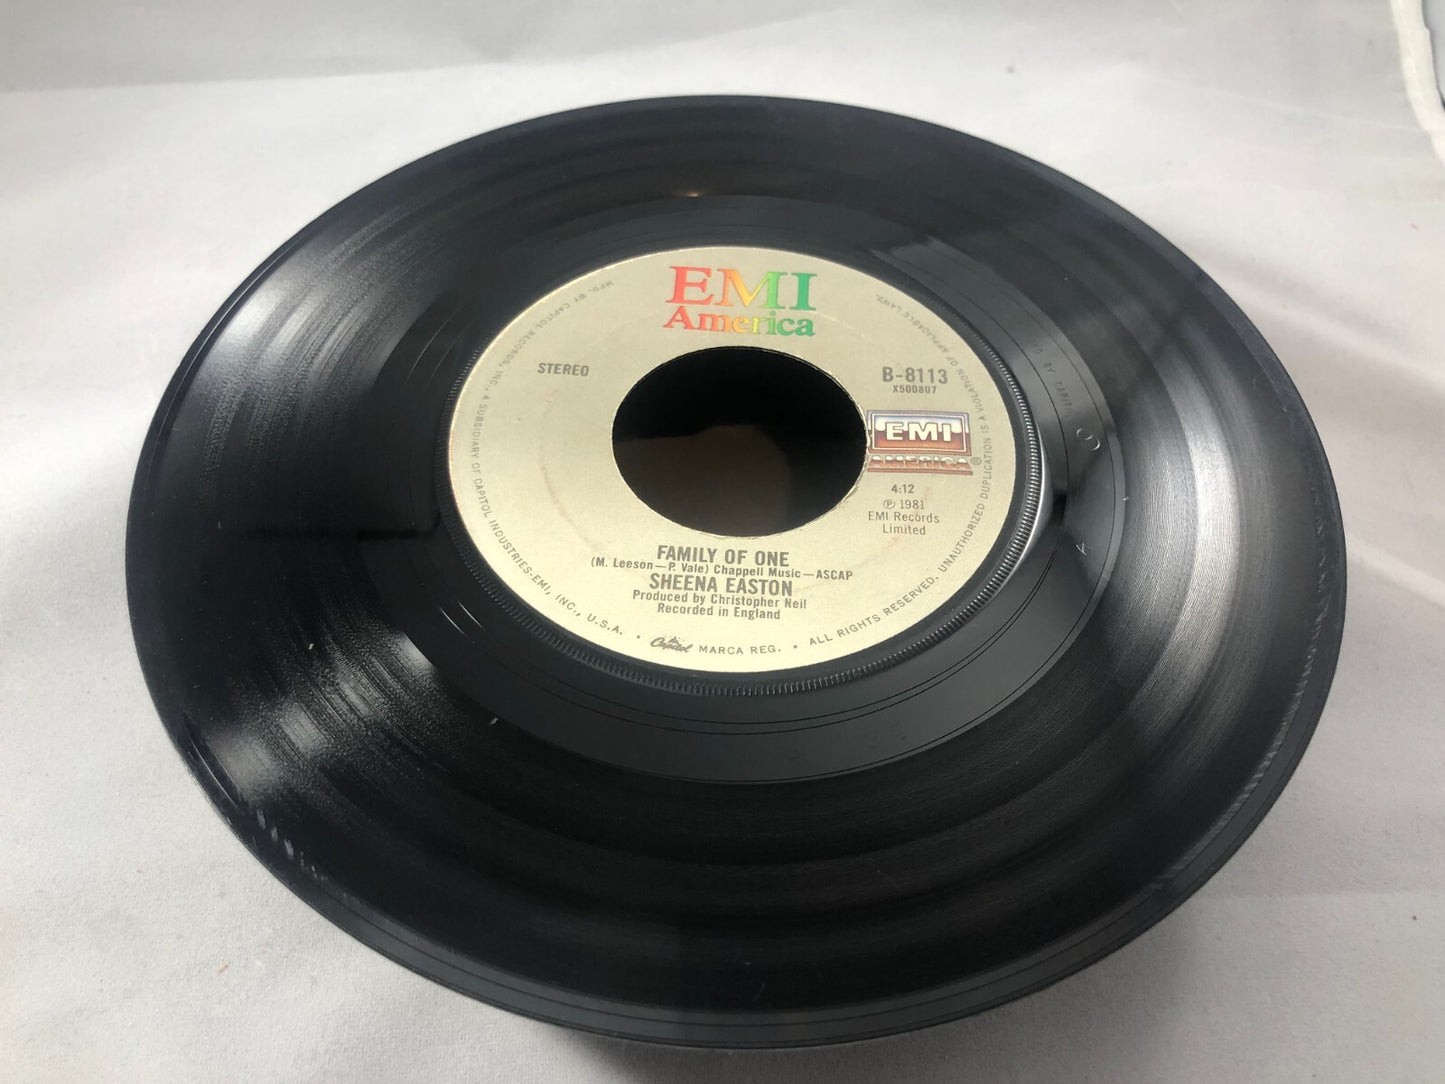 EMI
America
STEREO
B-8113
X500807
EMI
AMERICA®
4:12
℗ 1981
EMI Records
Limited
FAMILY OF ONE
(M. Leeson—P. Vale) Chappell Music—ASCAP
SHEENA EASTON
Produced by Christopher Neil
Recorded in England
MFD. BY CAPITOL RECORDS, INC., A SUBSIDIARY OF CAPITOL INDUSTRIES-EMI, INC., U.S.A. • Capitol MARCA REG. • ALL RIGHTS RESERVED. UNAUTHORIZED DUPLICATION IS A VIOLATION OF APPLICABLE LAWS.